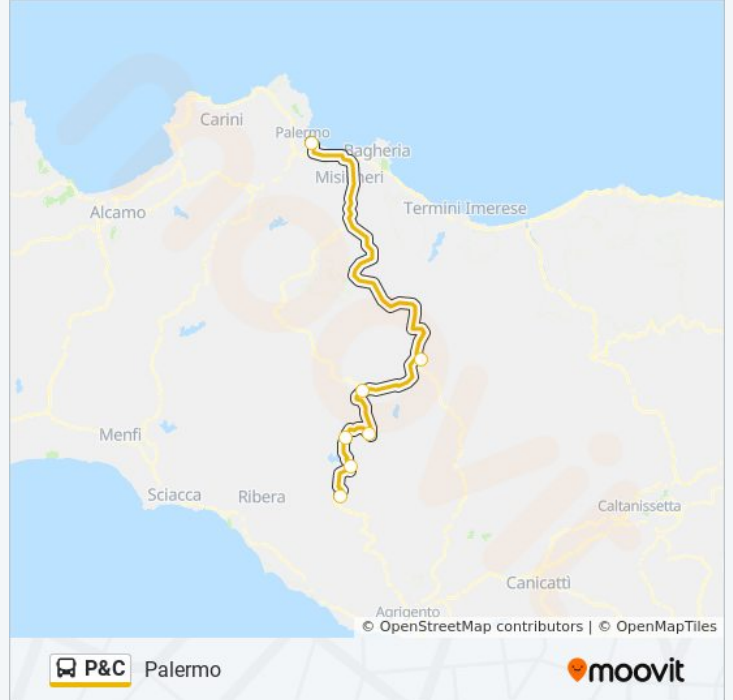 Carini
Palermo
Bagheria
Misilmeri
Alcamo
Termini Imerese
Menfi
Sciacca
Ribera
Caltanissetta
Canicattì
Agrigento
© OpenStreetMap contributors | © OpenMapTiles
P&C Palermo
moovit